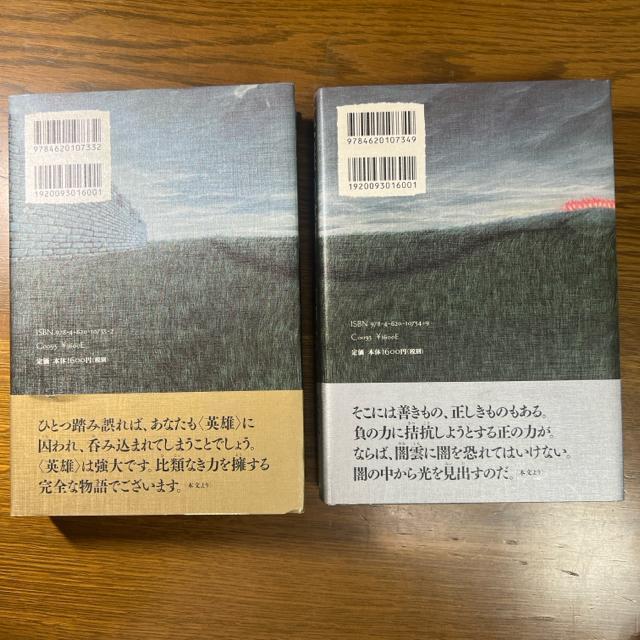 9784620107332
1920093016001
ISBN 978-4-620-10733-2
C0093 ¥1600E
定価 本体1600円(税別)
ひとつ踏み誤れば、あなたも〈英雄〉に
囚われ、呑み込まれてしまうことでしょう。
〈英雄〉は強大です。比類なき力を擁する
完全な物語でございます。(本文より)
9784620107349
1920093016001
ISBN 978-4-620-10734-9
C0093 ¥1600E
定価 本体1600円(税別)
そこには善きもの、正しきものもある。
負の力に拮抗しようとする正の力が。
ならば、闇雲に闇を恐れてはいけない。
闇の中から光を見出すのだ。(本文より)